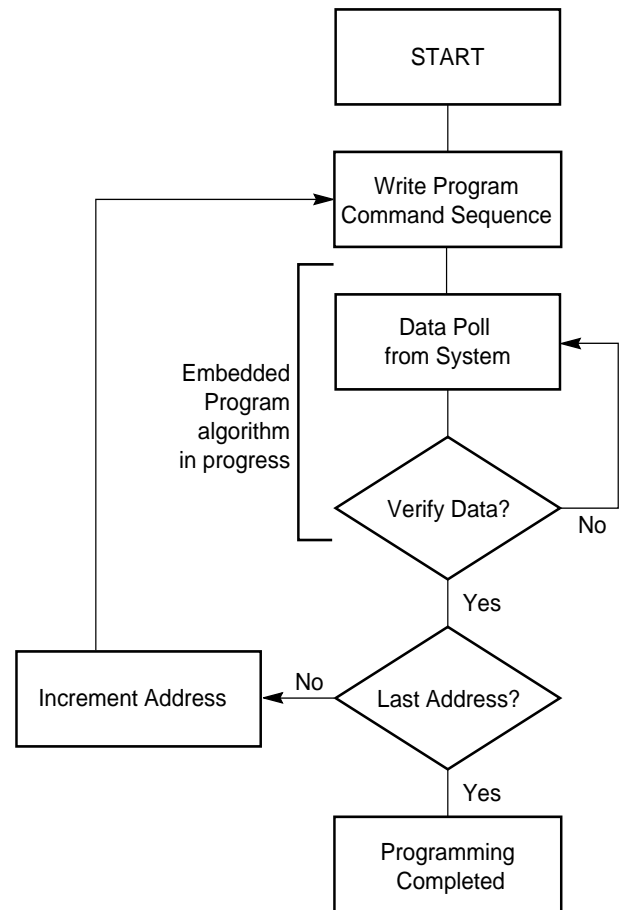 START
Write Program
Command Sequence
Data Poll
from System
Embedded
Program
algorithm
in progress
Verify Data?
No
Yes
Increment Address
No
Last Address?
Yes
Programming
Completed